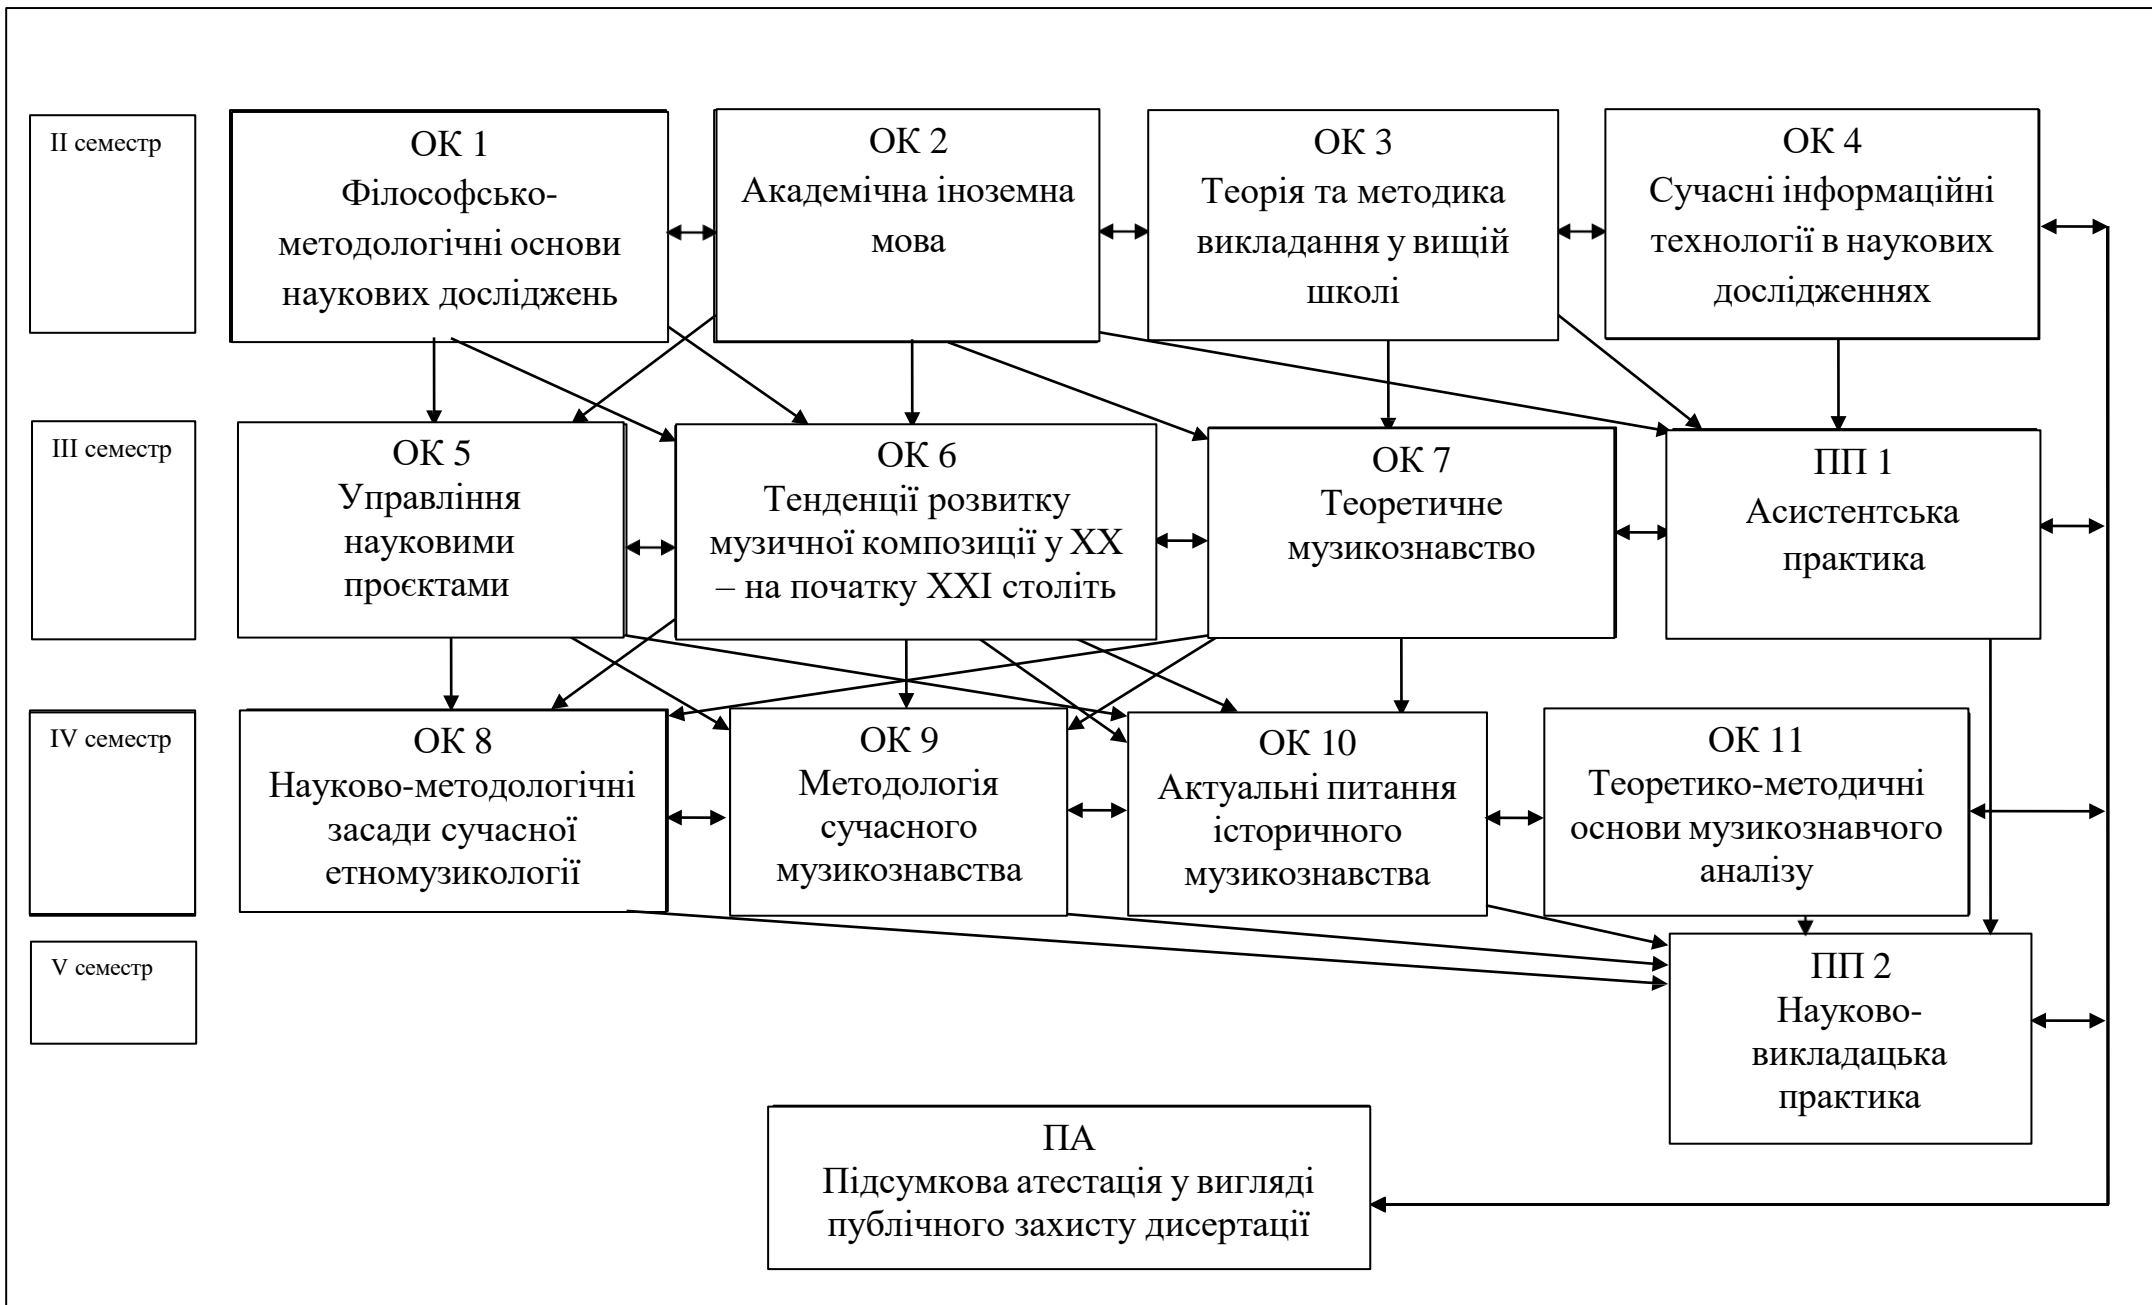 II семестр
ОК 1
Філософсько-
методологічні основи
наукових досліджень
ОК 2
Академічна іноземна
мова
ОК 3
Теорія та методика
викладання у вищій
школі
ОК 4
Сучасні інформаційні
технології в наукових
дослідженнях
III семестр
ОК 5
Управління
науковими
проєктами
ОК 6
Тенденції розвитку
музичної композиції у ХХ
– на початку ХХІ століть
ОК 7
Теоретичне
музикознавство
ПП 1
Асистентська
практика
IV семестр
ОК 8
Науково-методологічні
засади сучасної
етномузикології
ОК 9
Методологія
сучасного
музикознавства
ОК 10
Актуальні питання
історичного
музикознавства
ОК 11
Теоретико-методичні
основи музикознавчого
аналізу
V семестр
ПП 2
Науково-
викладацька
практика
ПА
Підсумкова атестація у вигляді
публічного захисту дисертації